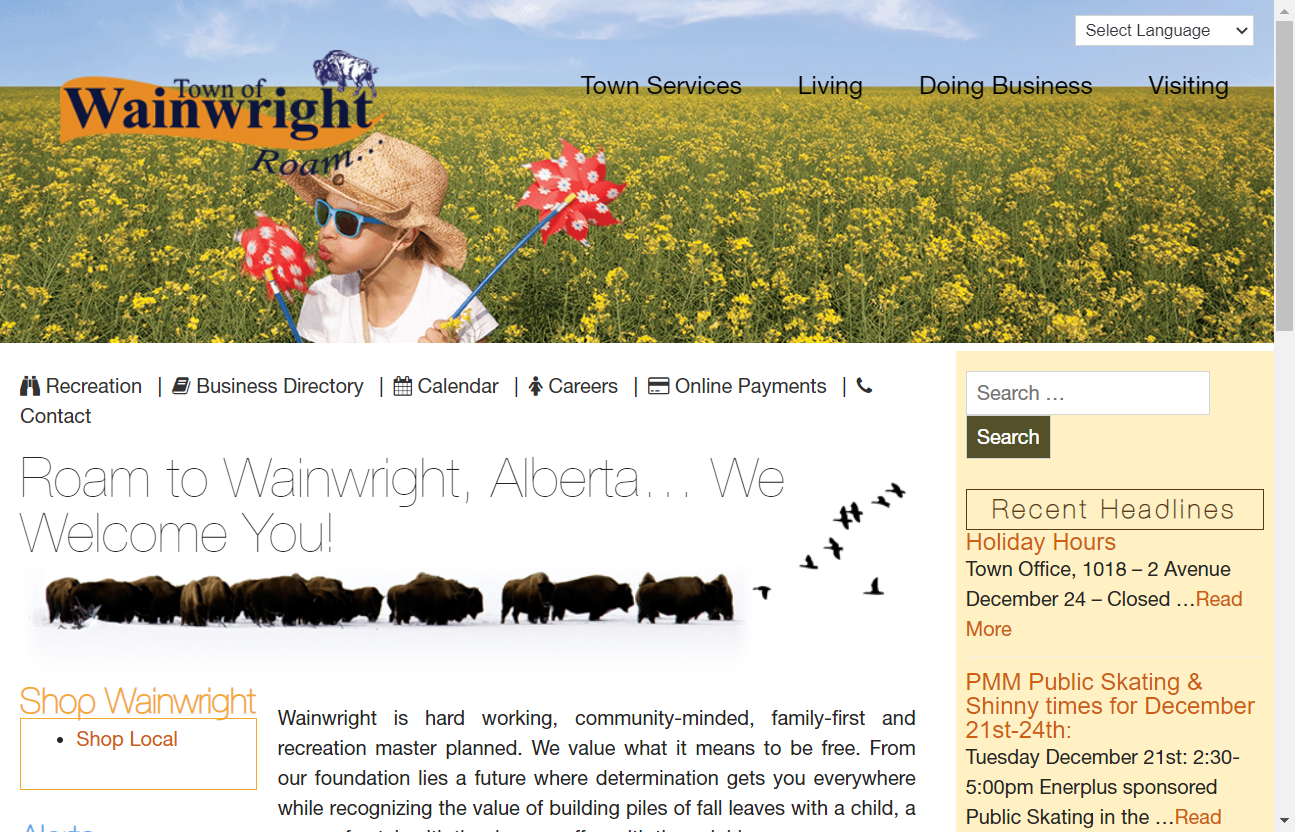 Select Language
Town of
Wainwright
Roam...
Town Services Living Doing Business Visiting
Recreation | Business Directory | Calendar | Careers | Online Payments |
Contact
Roam to Wainwright, Alberta… We
Welcome You!
Shop Wainwright
• Shop Local
Alerts
Wainwright is hard working, community-minded, family-first and
recreation master planned. We value what it means to be free. From
our foundation lies a future where determination gets you everywhere
while recognizing the value of building piles of fall leaves with a child, a
Search …
Search
Recent Headlines
Holiday Hours
Town Office, 1018 – 2 Avenue
December 24 – Closed …Read
More
PMM Public Skating &
Shinny times for December
21st-24th:
Tuesday December 21st: 2:30-
5:00pm Enerplus sponsored
Public Skating in the …Read